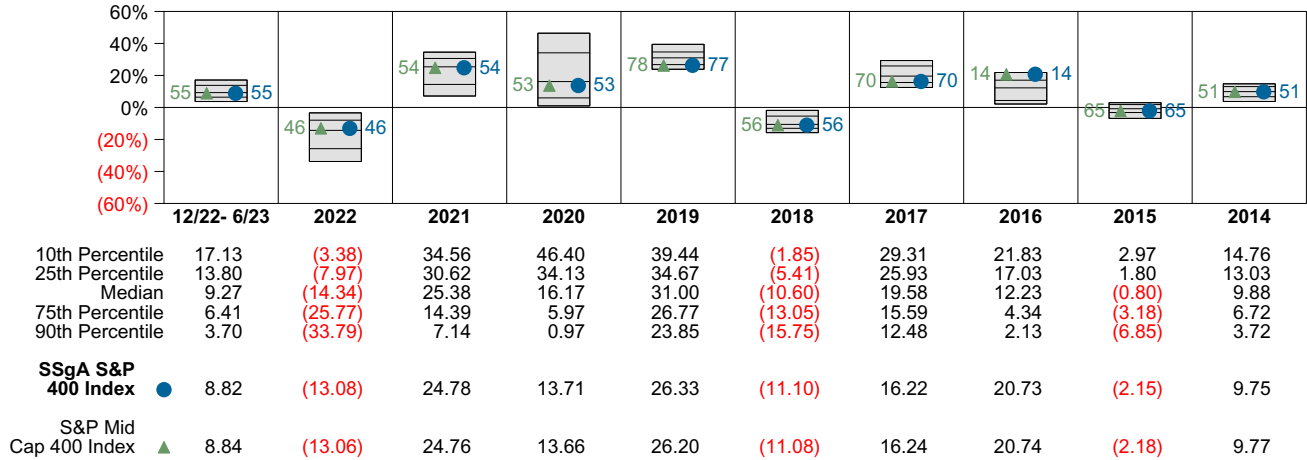 60%
40%
20%
0%
(20%)
(40%)
(60%)
55 55
46 46
54 54
53 53
78 77
56 56
70 70
14 14
65 65
51 51
12/22- 6/23 2022 2021 2020 2019 2018 2017 2016 2015 2014
10th Percentile 17.13 (3.38) 34.56 46.40 39.44 (1.85) 29.31 21.83 2.97 14.76
25th Percentile 13.80 (7.97) 30.62 34.13 34.67 (5.41) 25.93 17.03 1.80 13.03
Median 9.27 (14.34) 25.38 16.17 31.00 (10.60) 19.58 12.23 (0.80) 9.88
75th Percentile 6.41 (25.77) 14.39 5.97 26.77 (13.05) 15.59 4.34 (3.18) 6.72
90th Percentile 3.70 (33.79) 7.14 0.97 23.85 (15.75) 12.48 2.13 (6.85) 3.72
SSgA S&P
400 Index 8.82 (13.08) 24.78 13.71 26.33 (11.10) 16.22 20.73 (2.15) 9.75
S&P Mid
Cap 400 Index 8.84 (13.06) 24.76 13.66 26.20 (11.08) 16.24 20.74 (2.18) 9.77